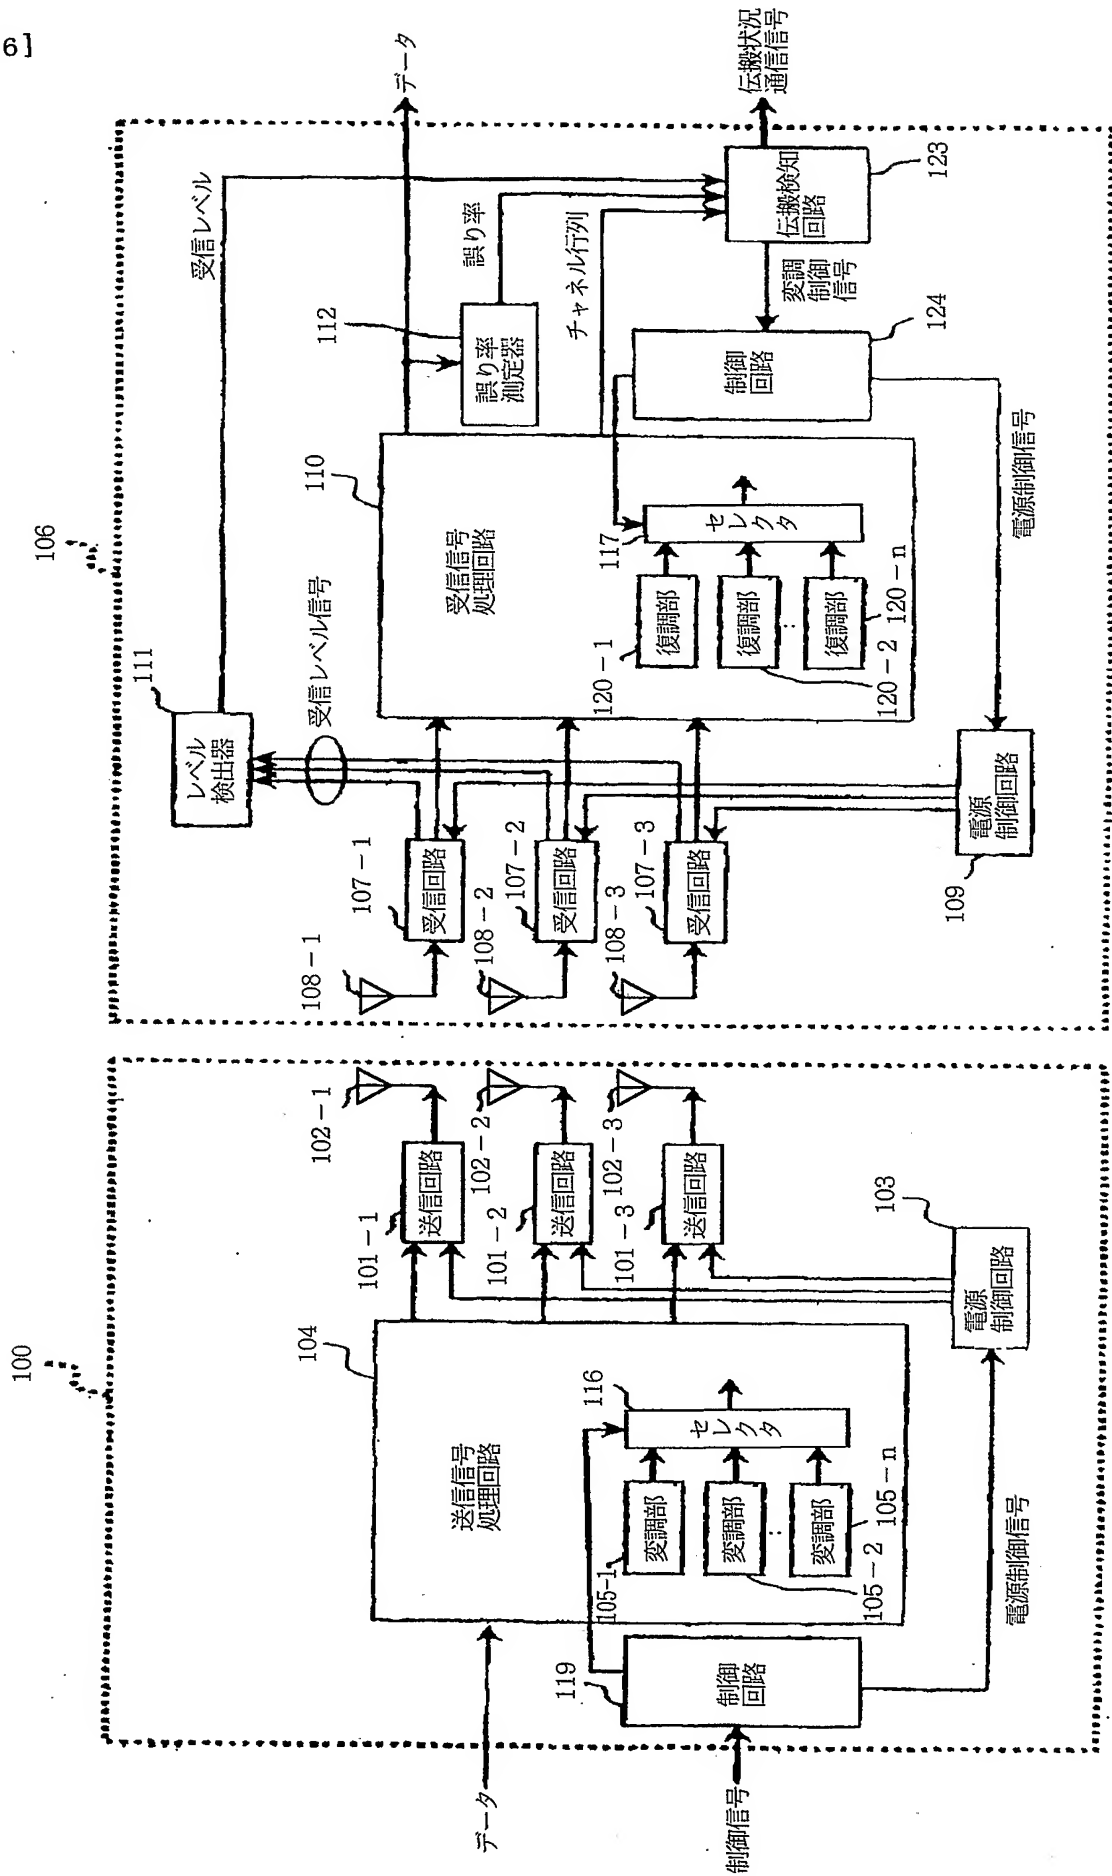 6]
100
データ
制御信号
制御
回路
119
送信信号
処理回路
104
105-1
変調部
変調部
:
変調部
105-2
105-n
セレクタ
116
電源制御信号
電源
制御回路
103
101-1
送信回路
102-1
101-2
送信回路
102-2
101-3
送信回路
102-3
106
108-1
受信回路
107-1
108-2
受信回路
107-2
108-3
受信回路
107-3
レベル
検出器
111
受信レベル信号
受信レベル
受信信号
処理回路
110
120-1
復調部
復調部
:
復調部
120-2
120-n
セレクタ
117
電源
制御回路
109
電源制御信号
誤り率
測定器
112
誤り率
チャネル行列
制御
回路
124
変調
制御
信号
伝搬検知
回路
123
データ
伝搬状況
通信信号